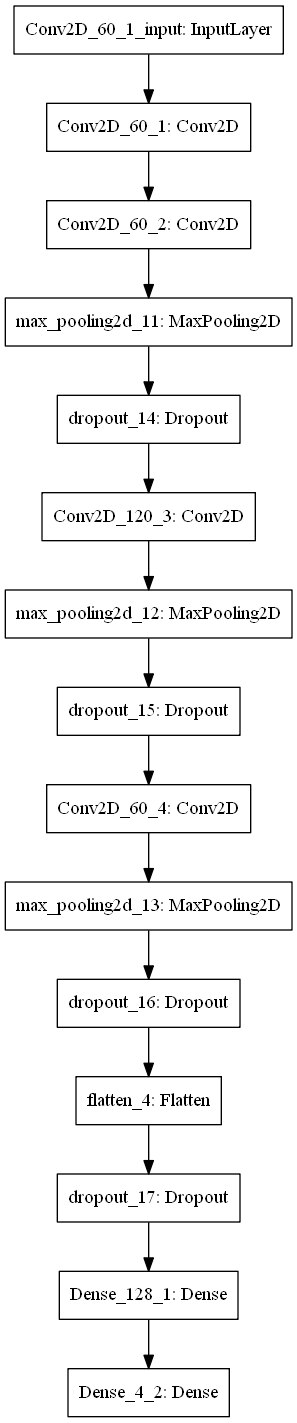 Conv2D_60_1_input: InputLayer
Conv2D_60_1: Conv2D
Conv2D_60_2: Conv2D
max_pooling2d_11: MaxPooling2D
dropout_14: Dropout
Conv2D_120_3: Conv2D
max_pooling2d_12: MaxPooling2D
dropout_15: Dropout
Conv2D_60_4: Conv2D
max_pooling2d_13: MaxPooling2D
dropout_16: Dropout
flatten_4: Flatten
dropout_17: Dropout
Dense_128_1: Dense
Dense_4_2: Dense